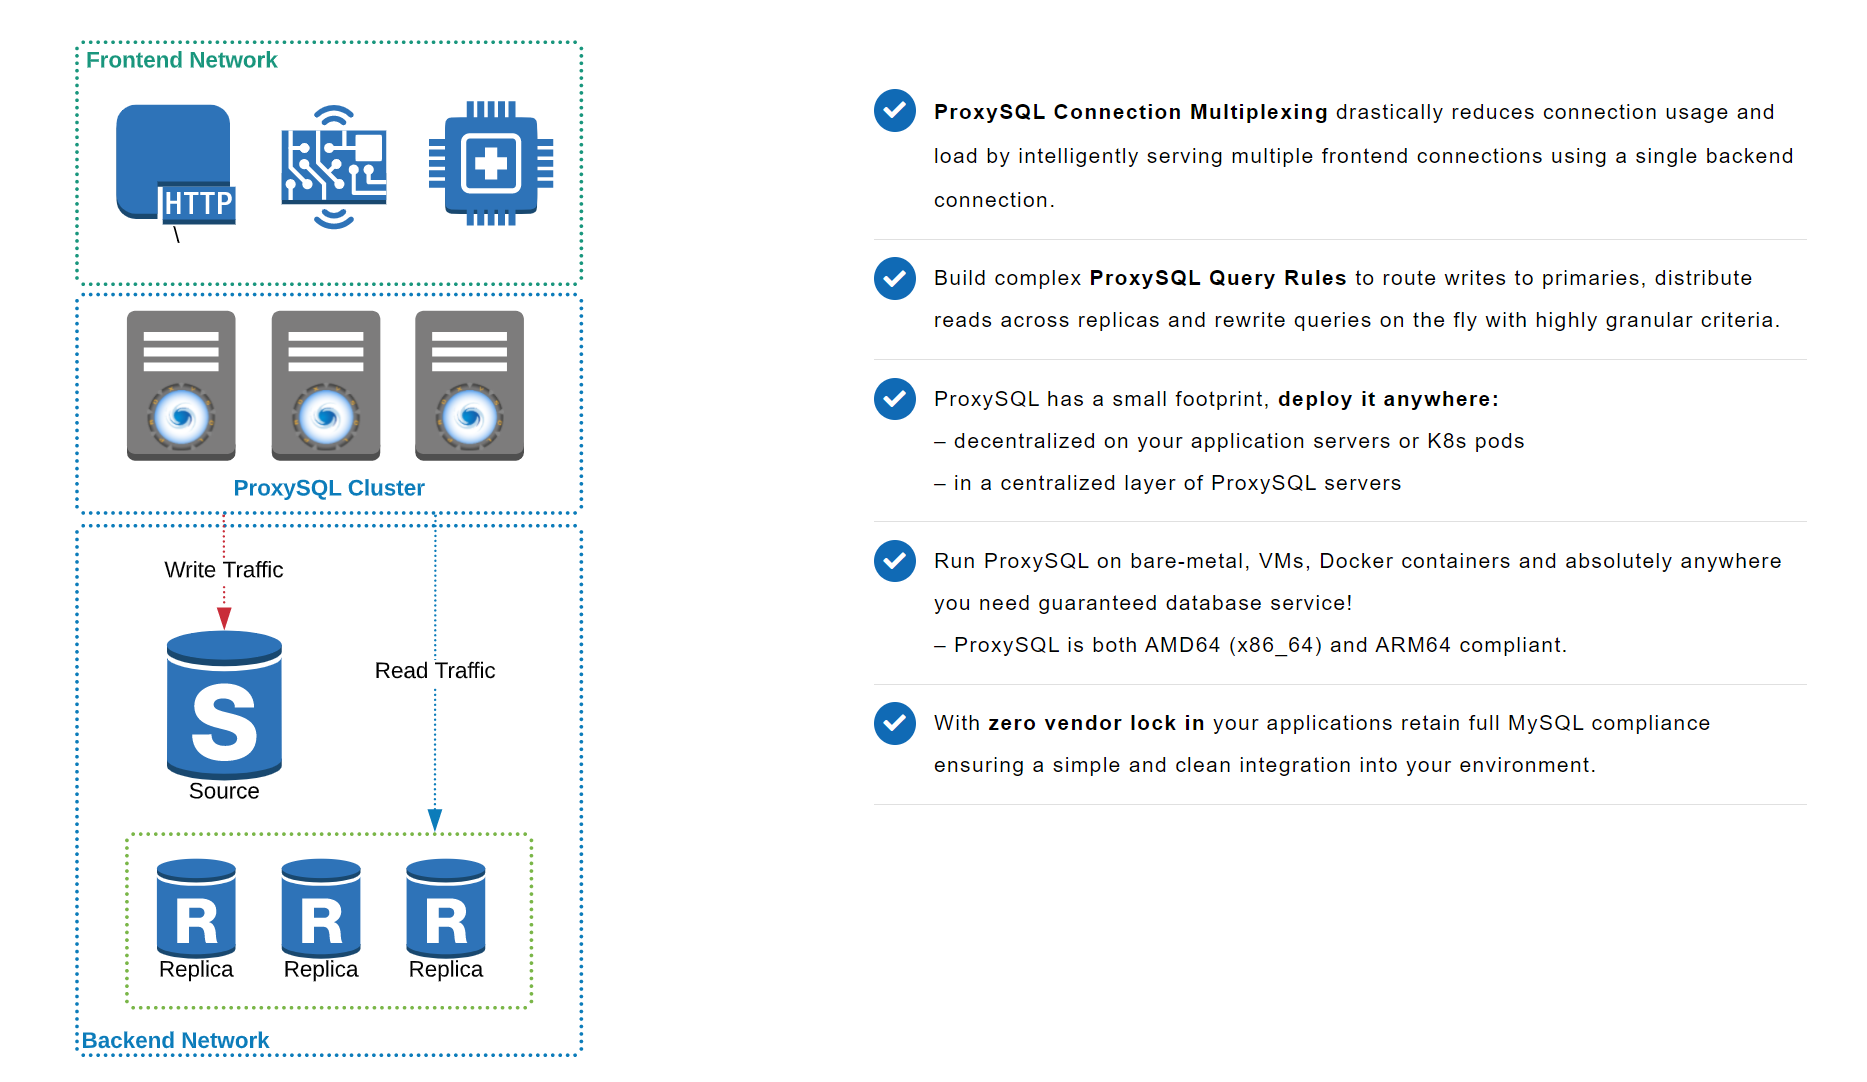 Frontend Network
HTTP
\
ProxySQL Cluster
Write Traffic
Read Traffic
S
Source
R
R
R
Replica
Replica
Replica
Backend Network
ProxySQL Connection Multiplexing drastically reduces connection usage and
load by intelligently serving multiple frontend connections using a single backend
connection.
Build complex ProxySQL Query Rules to route writes to primaries, distribute
reads across replicas and rewrite queries on the fly with highly granular criteria.
ProxySQL has a small footprint, deploy it anywhere:
– decentralized on your application servers or K8s pods
– in a centralized layer of ProxySQL servers
Run ProxySQL on bare-metal, VMs, Docker containers and absolutely anywhere
you need guaranteed database service!
– ProxySQL is both AMD64 (x86_64) and ARM64 compliant.
With zero vendor lock in your applications retain full MySQL compliance
ensuring a simple and clean integration into your environment.